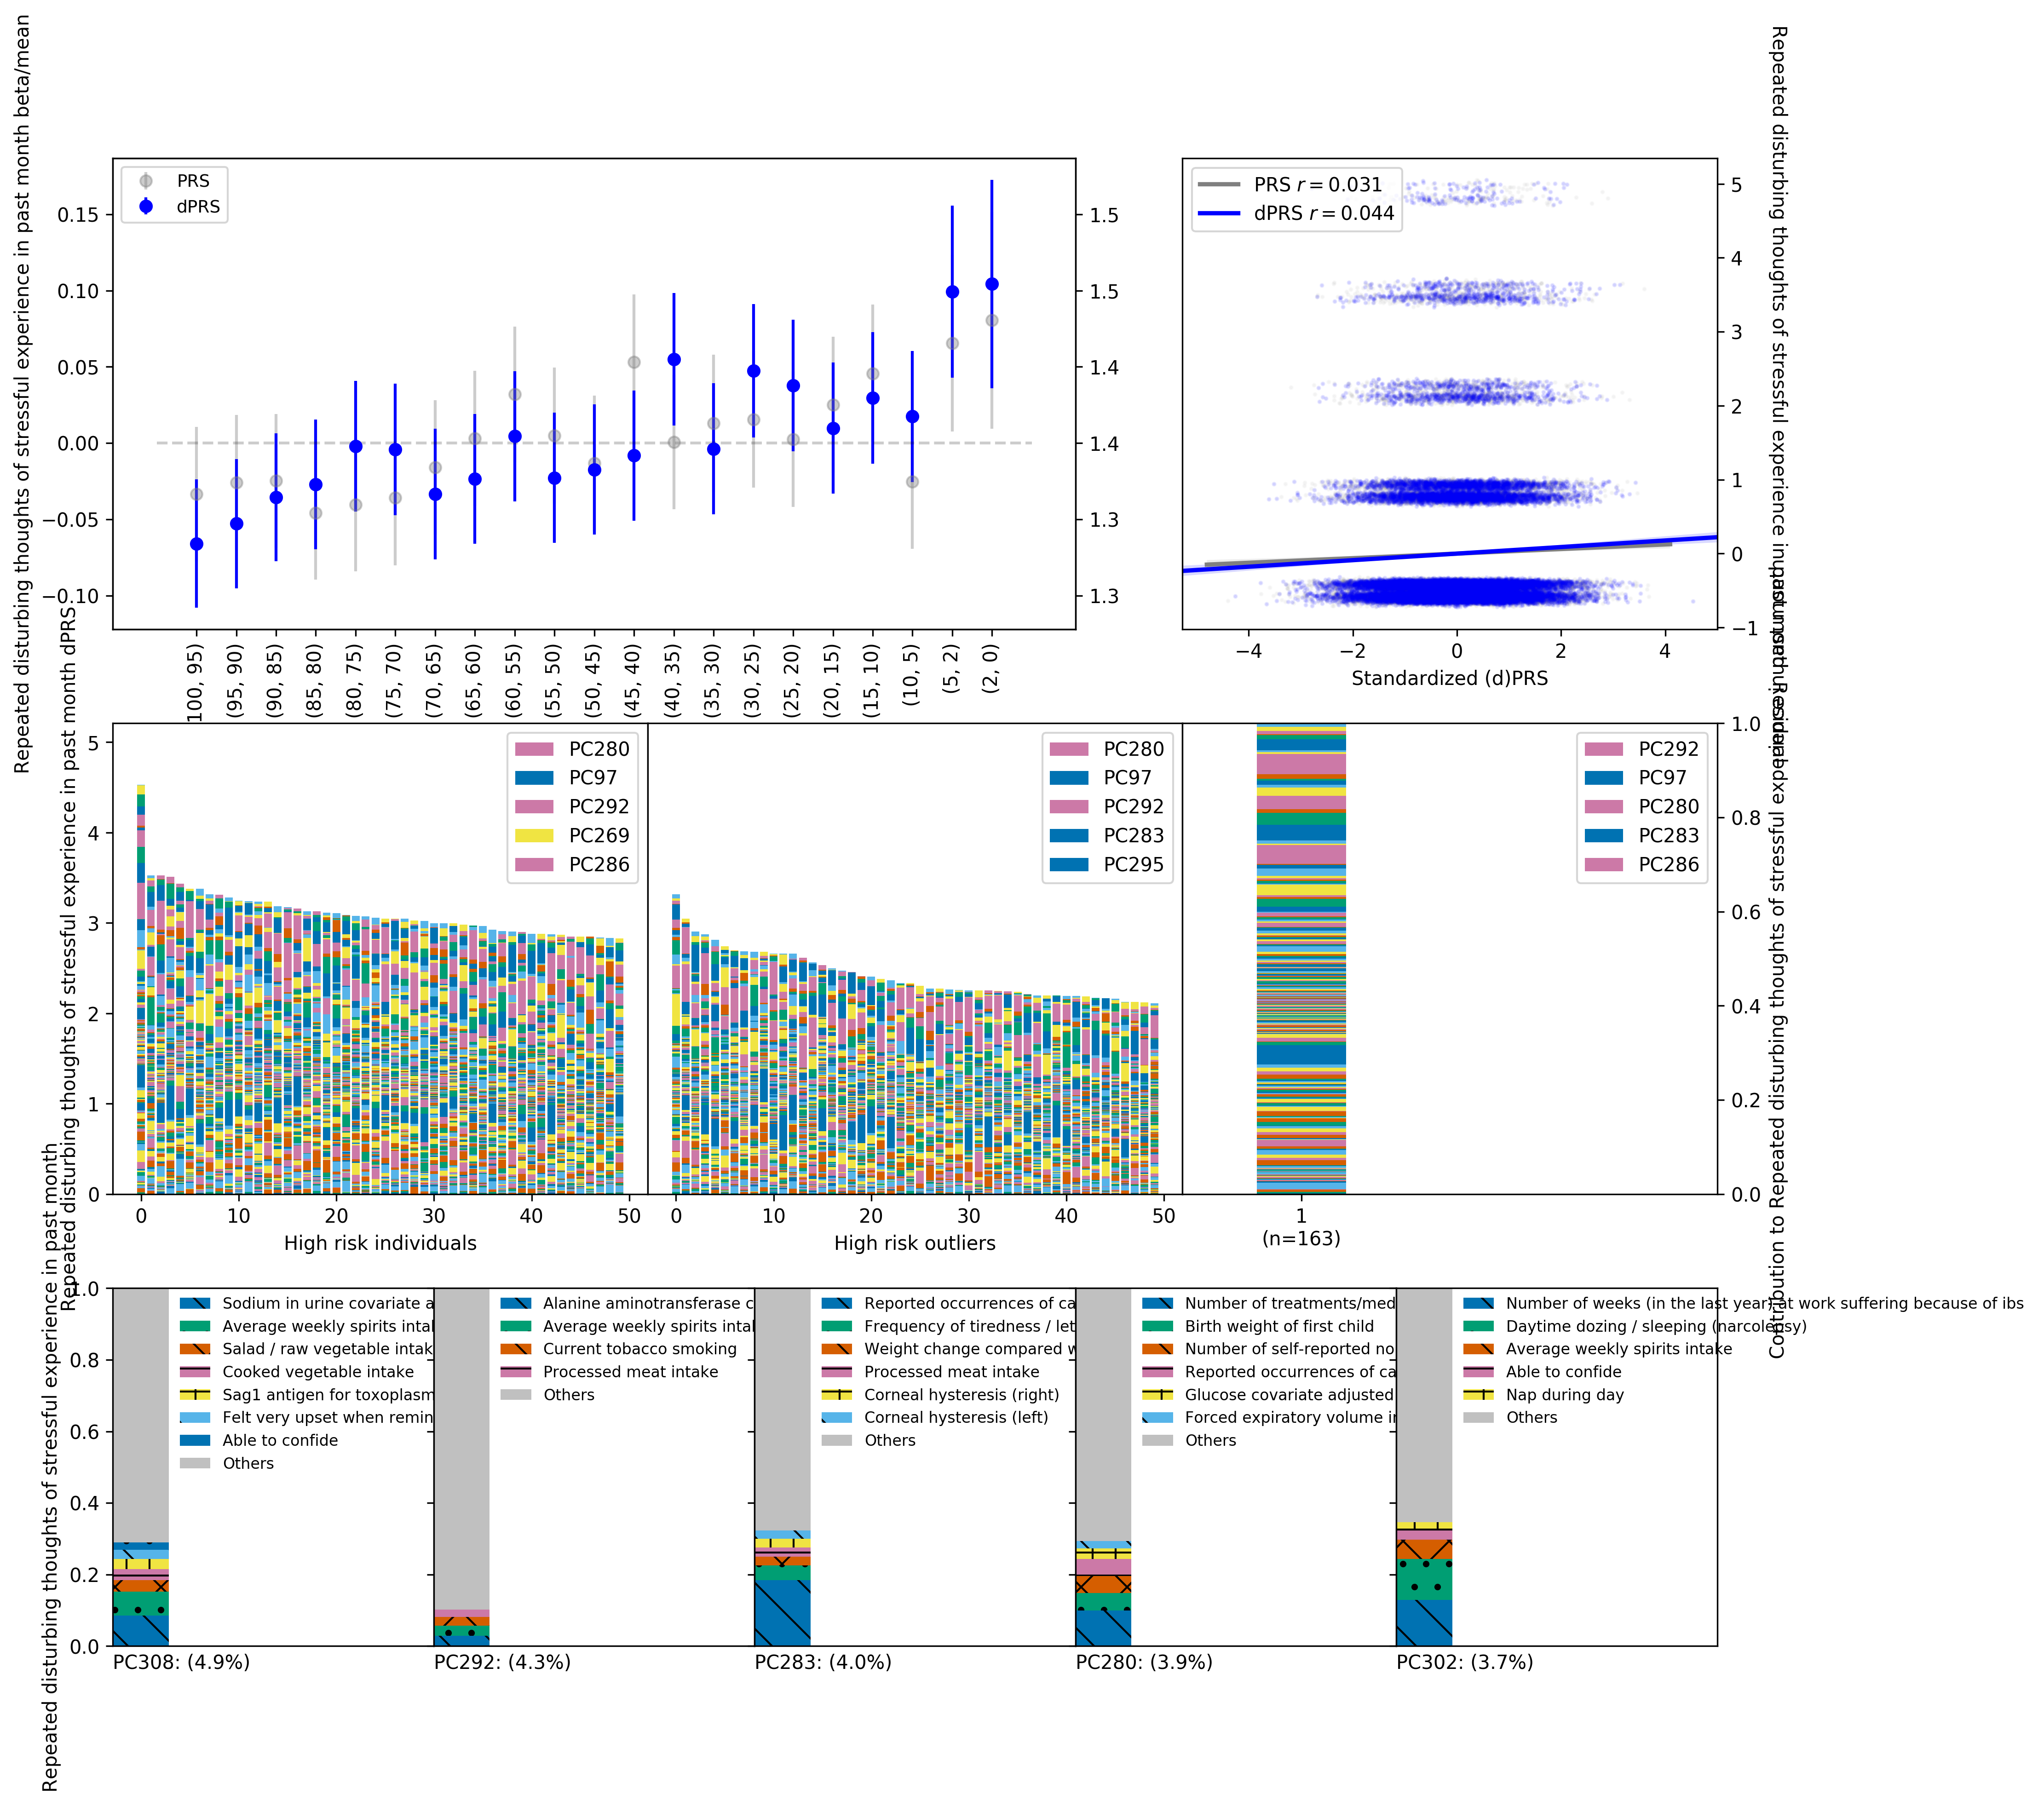 Repeated disturbing thoughts of stressful experience in past month beta/mean
PRS
dPRS
0.15
0.10
0.05
0.00
−0.05
−0.10
1.5
1.5
1.4
1.4
1.3
1.3
100, 95)
(95, 90)
(90, 85)
(85, 80)
(80, 75)
(75, 70)
(70, 65)
(65, 60)
(60, 55)
(55, 50)
(50, 45)
(45, 40)
(40, 35)
(35, 30)
(30, 25)
(25, 20)
(20, 15)
(15, 10)
(10, 5)
(5, 2)
(2, 0)
PRS r = 0.031
dPRS r = 0.044
5
4
3
2
1
0
−1
−4
−2
0
2
4
Standardized (d)PRS
Repeated disturbing thoughts of stressful experience in past month
Repeated disturbing thoughts of stressful experience in past month dPRS
5
4
3
2
1
0
PC280
PC97
PC292
PC269
PC286
0
10
20
30
40
50
High risk individuals
PC280
PC97
PC292
PC283
PC295
0
10
20
30
40
50
High risk outliers
PC292
PC97
PC280
PC283
PC286
1
(n=163)
1.0
0.8
0.6
0.4
0.2
0.0
Contribution to Repeated disturbing thoughts of stressful experience
Repeated disturbing thoughts of stressful experience in past month
1.0
0.8
0.6
0.4
0.2
0.0
Sodium in urine covariate a
Average weekly spirits intal
Salad / raw vegetable intak
Cooked vegetable intake
Sag1 antigen for toxoplasm
Felt very upset when remin
Able to confide
Others
PC308: (4.9%)
Alanine aminotransferase c
Average weekly spirits intal
Current tobacco smoking
Processed meat intake
Others
PC292: (4.3%)
Reported occurrences of ca
Frequency of tiredness / let
Weight change compared w
Processed meat intake
Corneal hysteresis (right)
Corneal hysteresis (left)
Others
PC283: (4.0%)
Number of treatments/med
Birth weight of first child
Number of self-reported no
Reported occurrences of ca
Glucose covariate adjusted
Forced expiratory volume in
Others
PC280: (3.9%)
Number of weeks (in the last year) at work suffering because of ibs
Daytime dozing / sleeping (narcolepsy)
Average weekly spirits intake
Able to confide
Nap during day
Others
PC302: (3.7%)